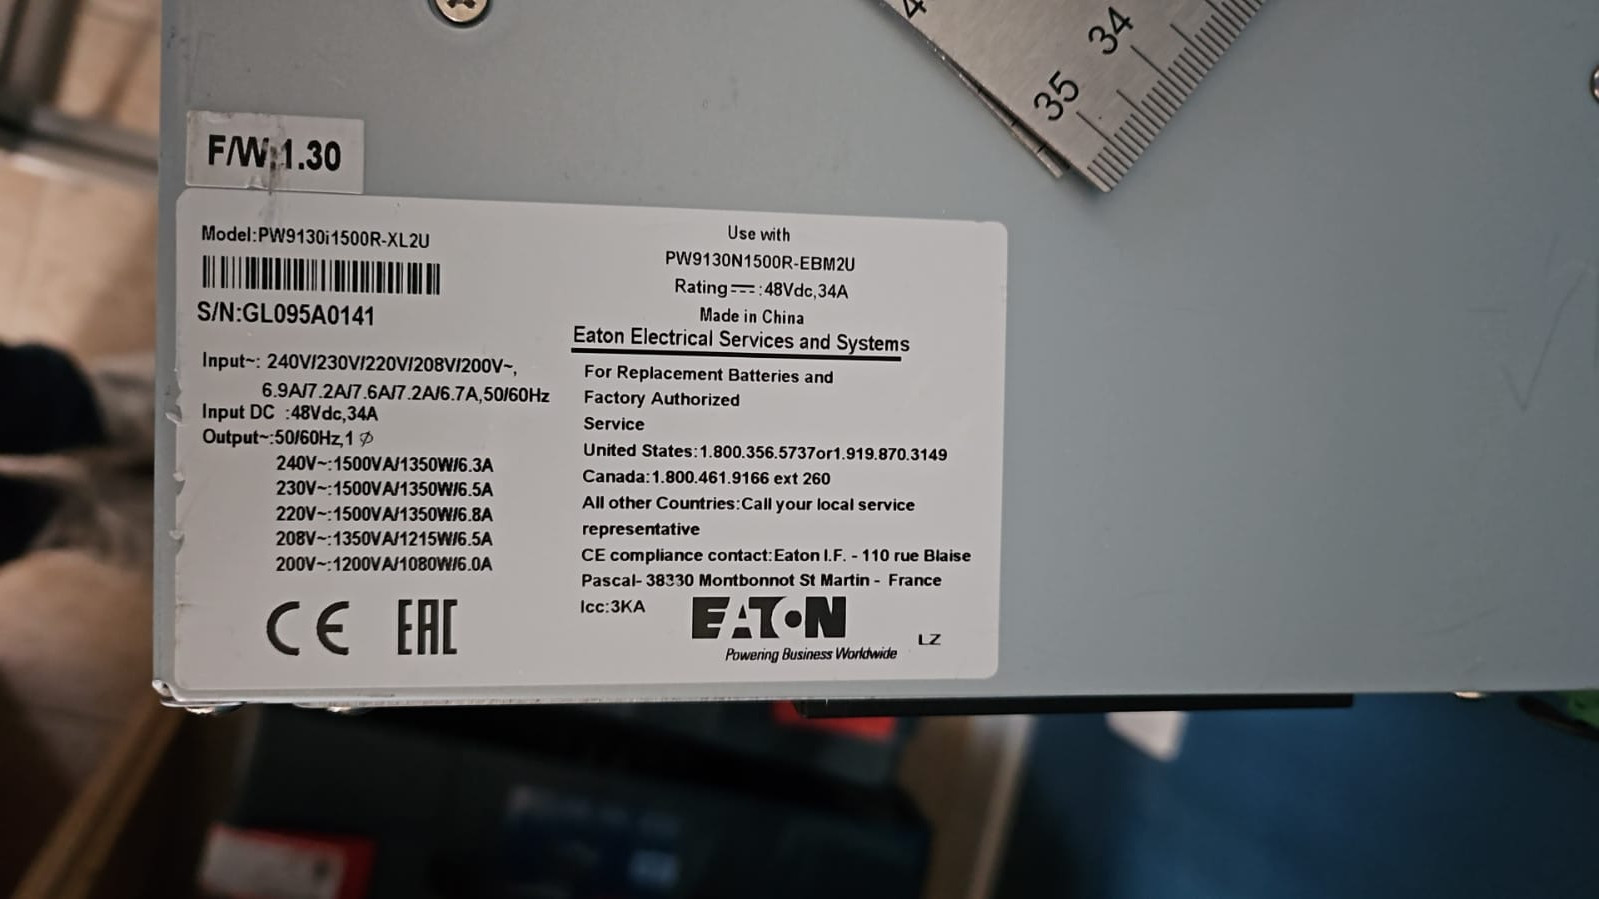 34
35
F/W:1.30
Model:PW9130i1500R-XL2U
S/N:GL095A0141
Input~: 240V/230V/220V/208V/200V~,
6.9A/7.2A/7.6A/7.2A/6.7A,50/60Hz
Input DC :48Vdc,34A
Output~:50/60Hz,1 ϕ
240V~:1500VA/1350W/6.3A
230V~:1500VA/1350W/6.5A
220V~:1500VA/1350W/6.8A
208V~:1350VA/1215W/6.5A
200V~:1200VA/1080W/6.0A
CE EAC
Use with
PW9130N1500R-EBM2U
Rating⎓:48Vdc,34A
Made in China
Eaton Electrical Services and Systems
For Replacement Batteries and
Factory Authorized
Service
United States:1.800.356.5737or1.919.870.3149
Canada:1.800.461.9166 ext 260
All other Countries:Call your local service
representative
CE compliance contact:Eaton I.F. - 110 rue Blaise
Pascal- 38330 Montbonnot St Martin - France
Icc:3KA
EATON
Powering Business Worldwide
LZ